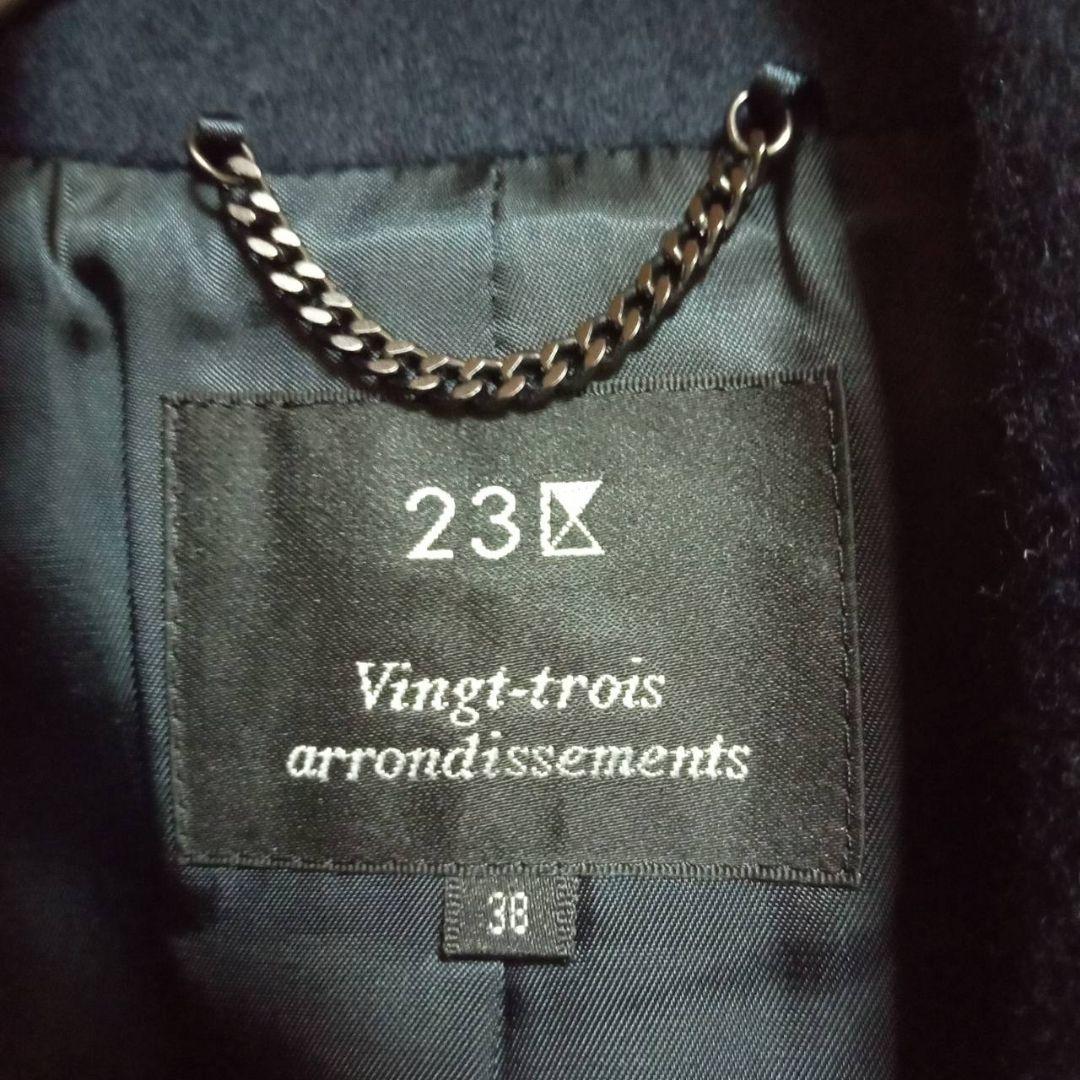 23区
Vingt-trois
arrondissements
38